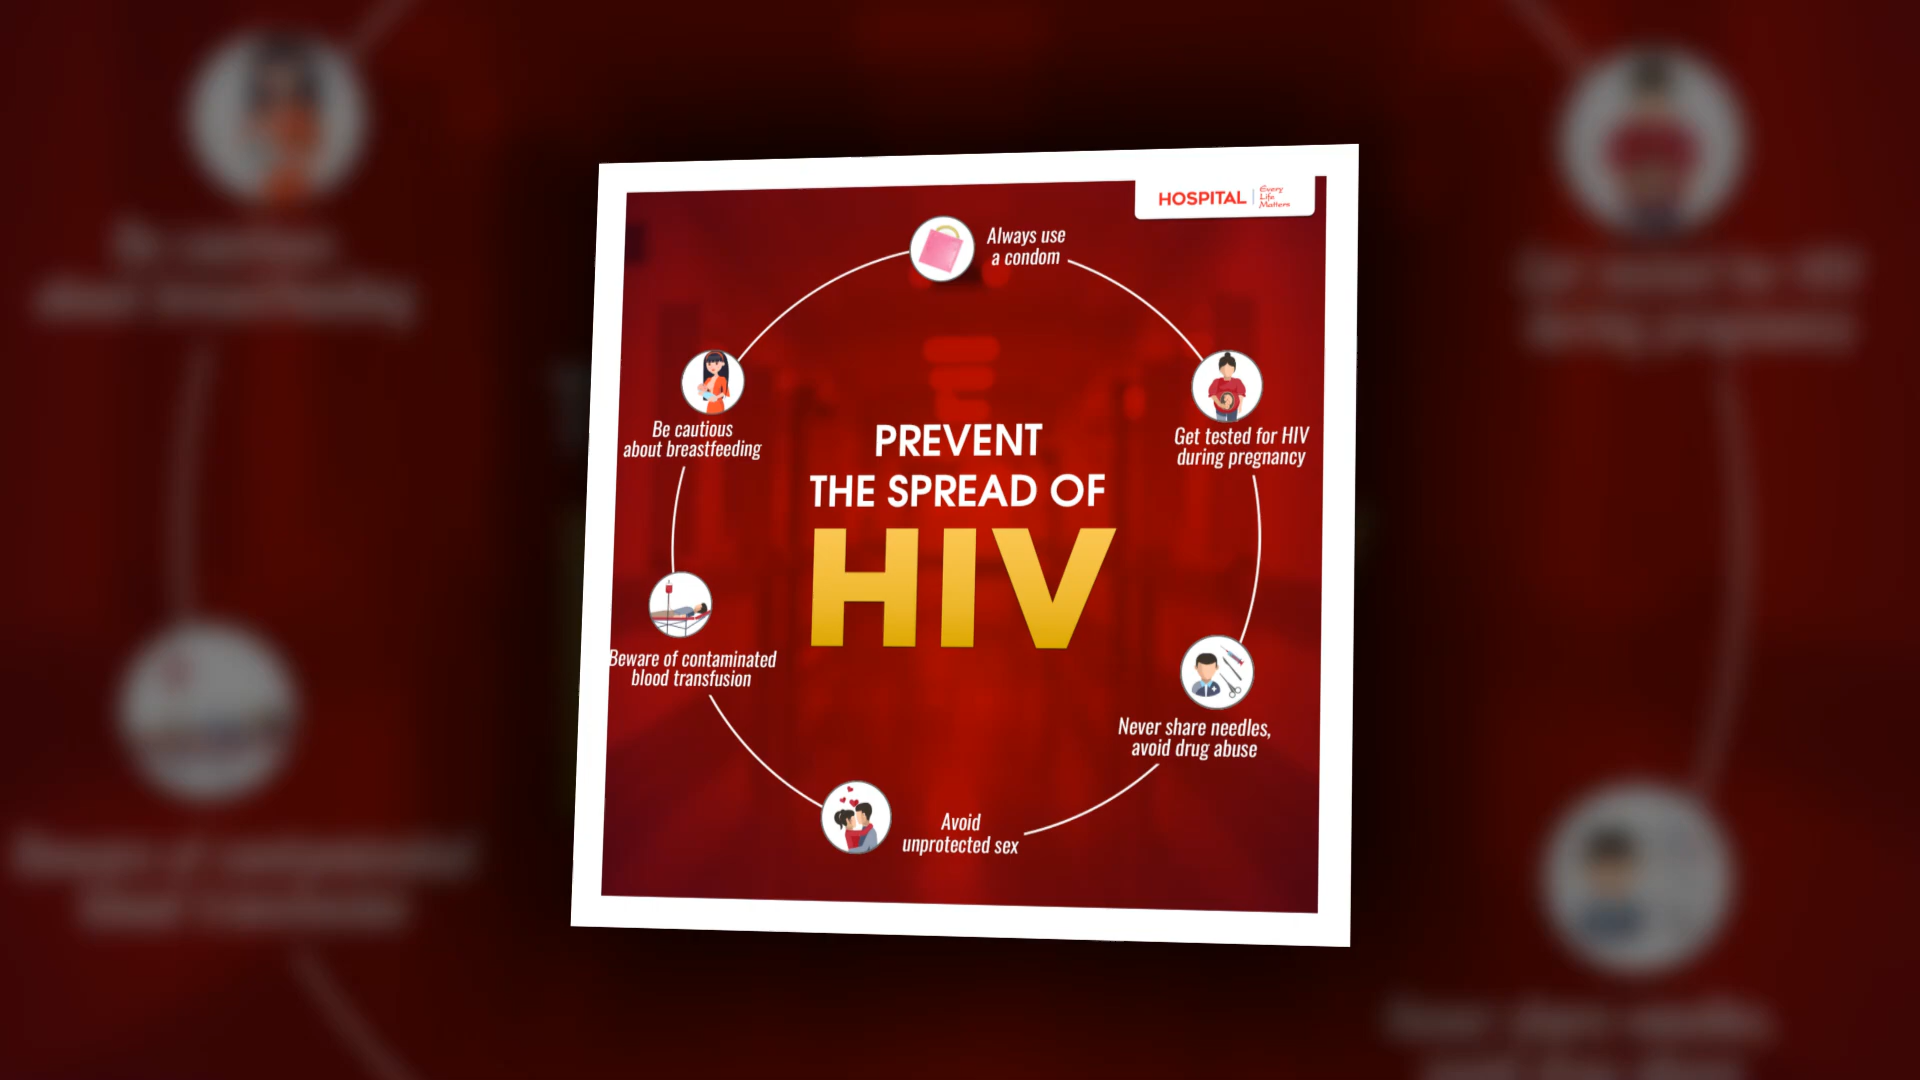 HOSPITAL
Every
Life
Matters
Always use
a condom
Be cautious
about breastfeeding
Get tested for HIV
during pregnancy
PREVENT
THE SPREAD OF
HIV
Beware of contaminated
blood transfusion
Never share needles,
avoid drug abuse
Avoid
unprotected sex